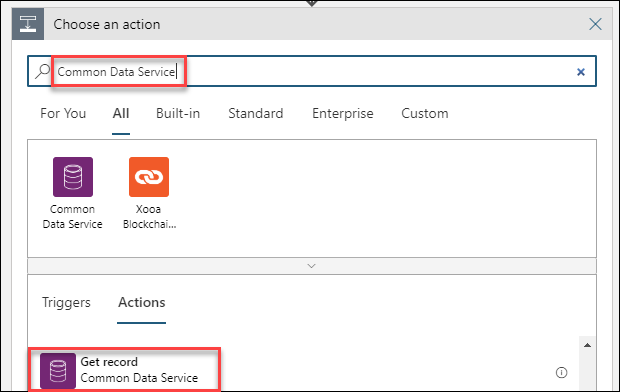 Choose an action
Common Data Service
For You All Built-in Standard Enterprise Custom
Common
Data Service
Xooa
Blockchai...
Triggers Actions
Get record
Common Data Service